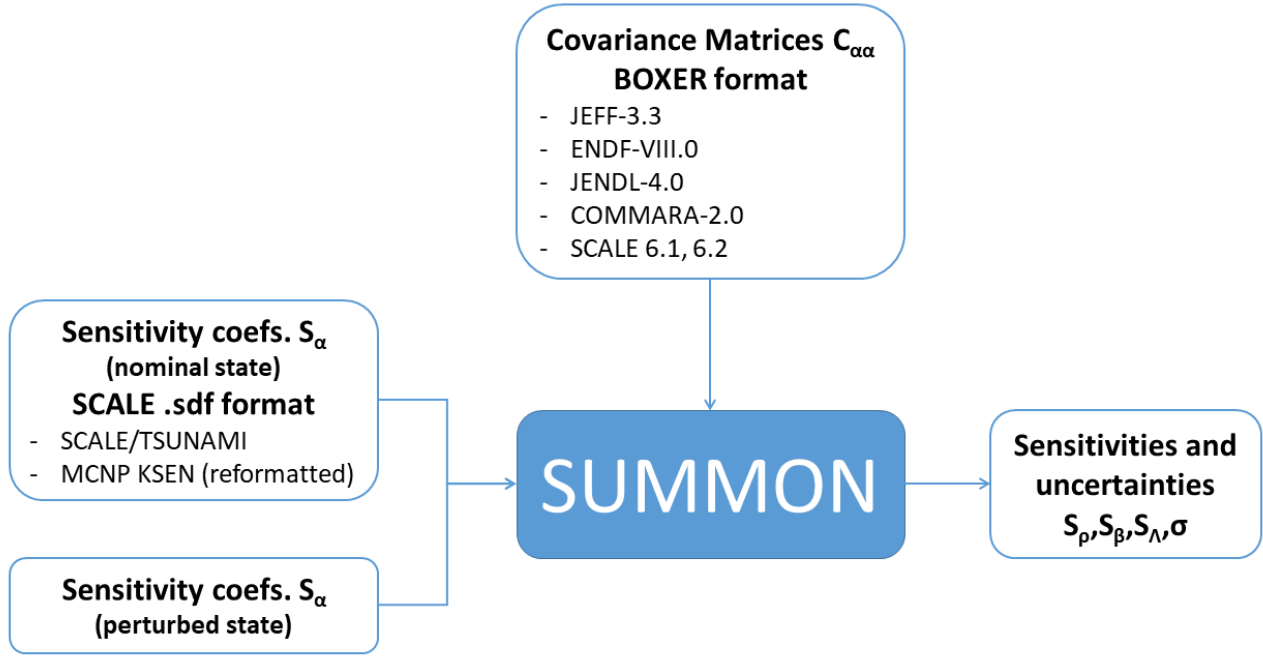 Covariance Matrices Cαα
BOXER format
- JEFF-3.3
- ENDF-VIII.0
- JENDL-4.0
- COMMARA-2.0
- SCALE 6.1, 6.2
Sensitivity coefs. Sα
(nominal state)
SCALE .sdf format
- SCALE/TSUNAMI
- MCNP KSEN (reformatted)
SUMMON
Sensitivities and
uncertainties
Sρ,Sβ,SΛ,σ
Sensitivity coefs. Sα
(perturbed state)